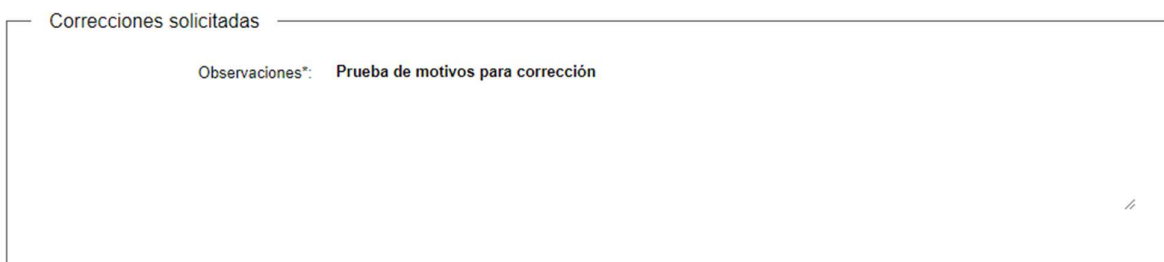 Correcciones solicitadas
Observaciones*: Prueba de motivos para corrección